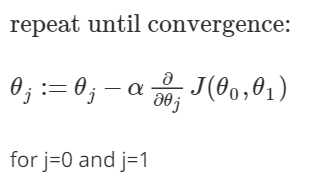 repeat until convergence:
θⱼ := θⱼ − α ∂/∂θⱼ J(θ₀, θ₁)
for j=0 and j=1